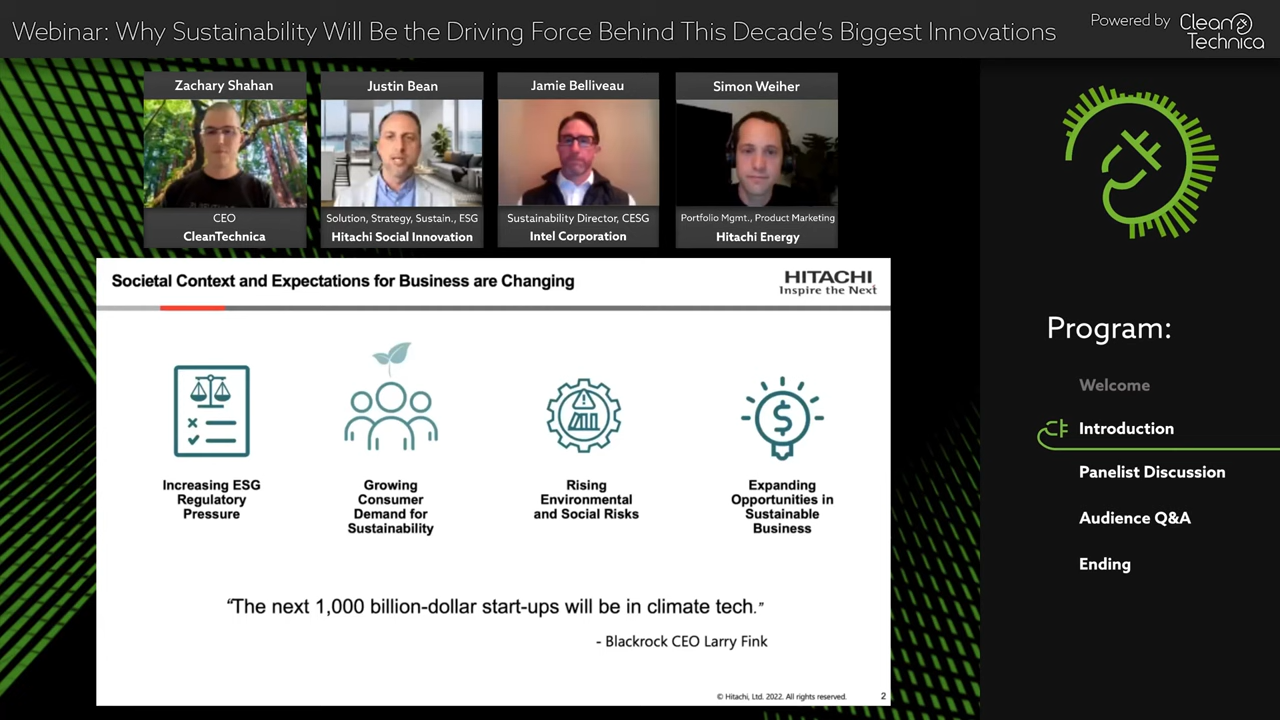 Webinar: Why Sustainability Will Be the Driving Force Behind This Decade's Biggest Innovations
Powered by
Clean
Technica
Zachary Shahan
CEO
CleanTechnica
Justin Bean
Solution, Strategy, Sustain., ESG
Hitachi Social Innovation
Jamie Belliveau
Sustainability Director, CESG
Intel Corporation
Simon Weiher
Portfolio Mgmt., Product Marketing
Hitachi Energy
Societal Context and Expectations for Business are Changing
HITACHI
Inspire the Next
Increasing ESG
Regulatory
Pressure
Growing
Consumer
Demand for
Sustainability
Rising
Environmental
and Social Risks
$
Expanding
Opportunities in
Sustainable
Business
“The next 1,000 billion-dollar start-ups will be in climate tech.”
- Blackrock CEO Larry Fink
© Hitachi, Ltd. 2022. All rights reserved.
2
Program:
Welcome
Introduction
Panelist Discussion
Audience Q&A
Ending